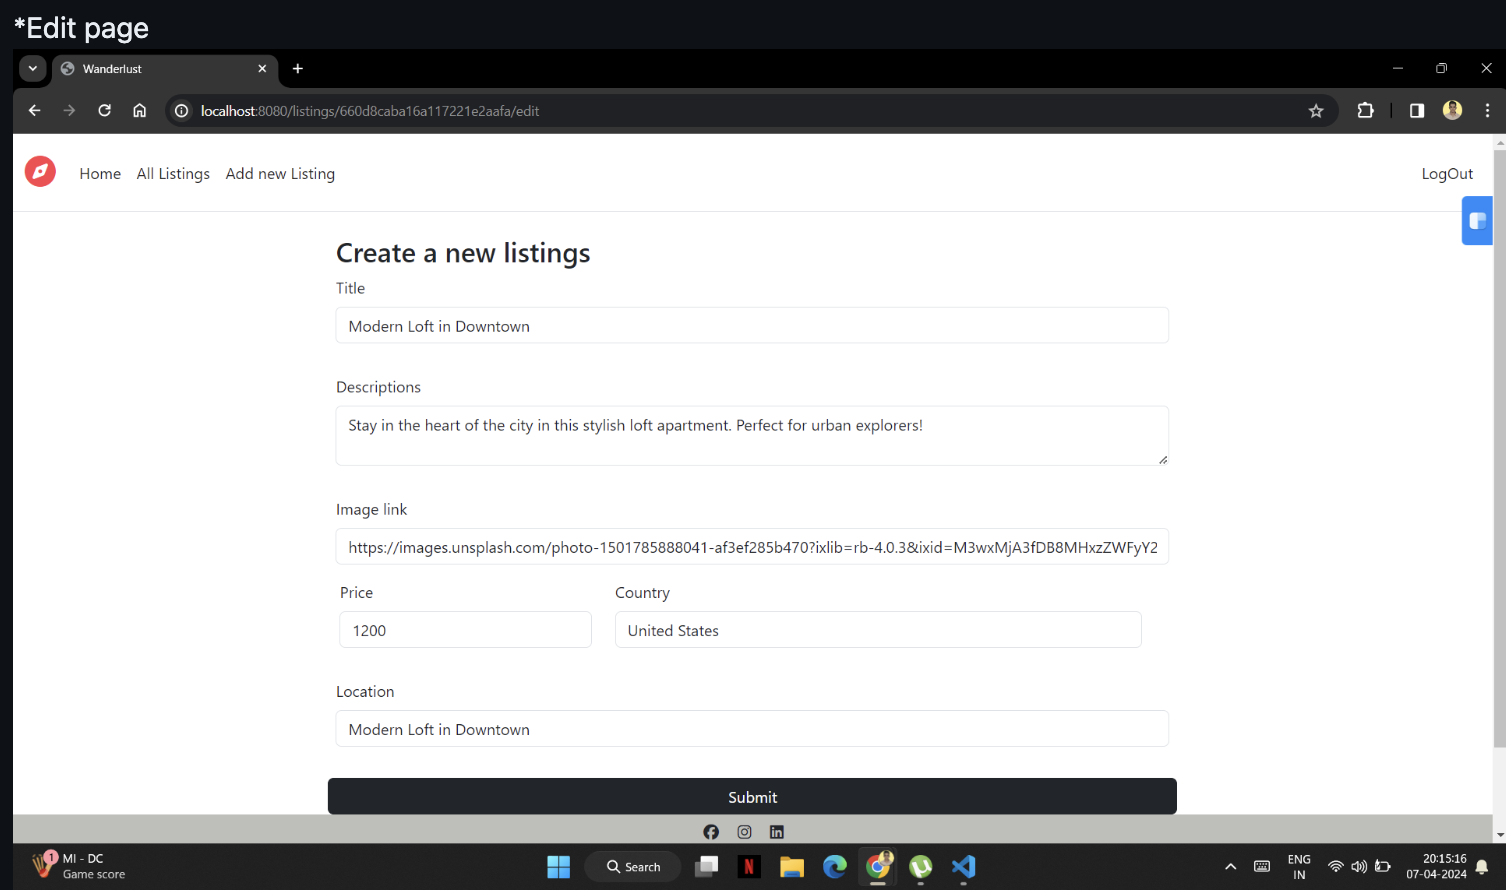 *Edit page
Wanderlust
localhost:8080/listings/660d8caba16a117221e2aafa/edit
Home All Listings Add new Listing LogOut
Create a new listings
Title
Modern Loft in Downtown
Descriptions
Stay in the heart of the city in this stylish loft apartment. Perfect for urban explorers!
Image link
https://images.unsplash.com/photo-1501785888041-af3ef285b470?ixlib=rb-4.0.3&ixid=M3wxMjA3fDB8MHxzZWFyY2
Price Country
1200 United States
Location
Modern Loft in Downtown
Submit
1 MI - DC
Game score
Search
N
ENG
IN
20:15:16
07-04-2024